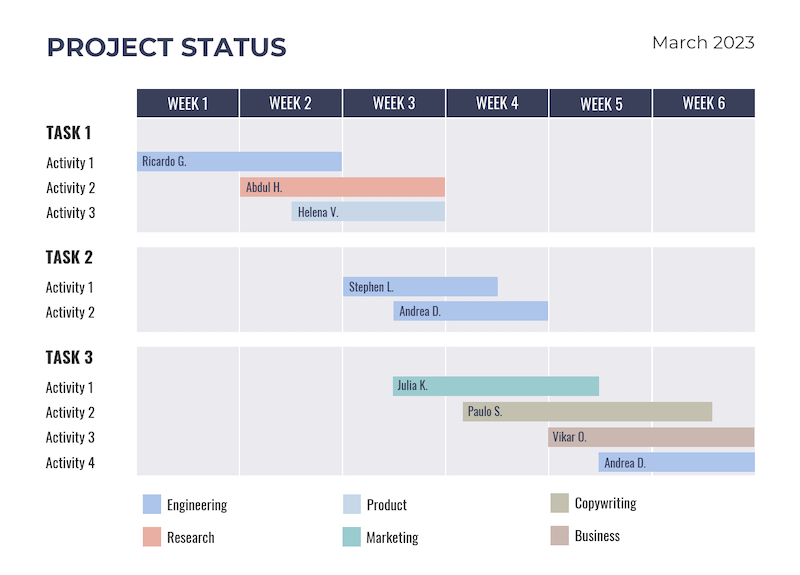 PROJECT STATUS
March 2023
WEEK 1 WEEK 2 WEEK 3 WEEK 4 WEEK 5 WEEK 6
TASK 1
Activity 1 Ricardo G.
Activity 2 Abdul H.
Activity 3 Helena V.
TASK 2
Activity 1 Stephen L.
Activity 2 Andrea D.
TASK 3
Activity 1 Julia K.
Activity 2 Paulo S.
Activity 3 Vikar O.
Activity 4 Andrea D.
Engineering Product Copywriting
Research Marketing Business